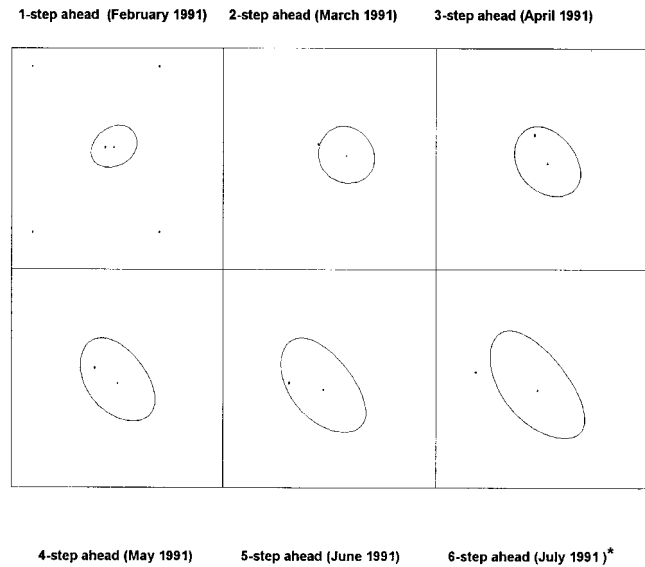 1-step ahead (February 1991) 2-step ahead (March 1991) 3-step ahead (April 1991)
4-step ahead (May 1991) 5-step ahead (June 1991) 6-step ahead (July 1991 )*